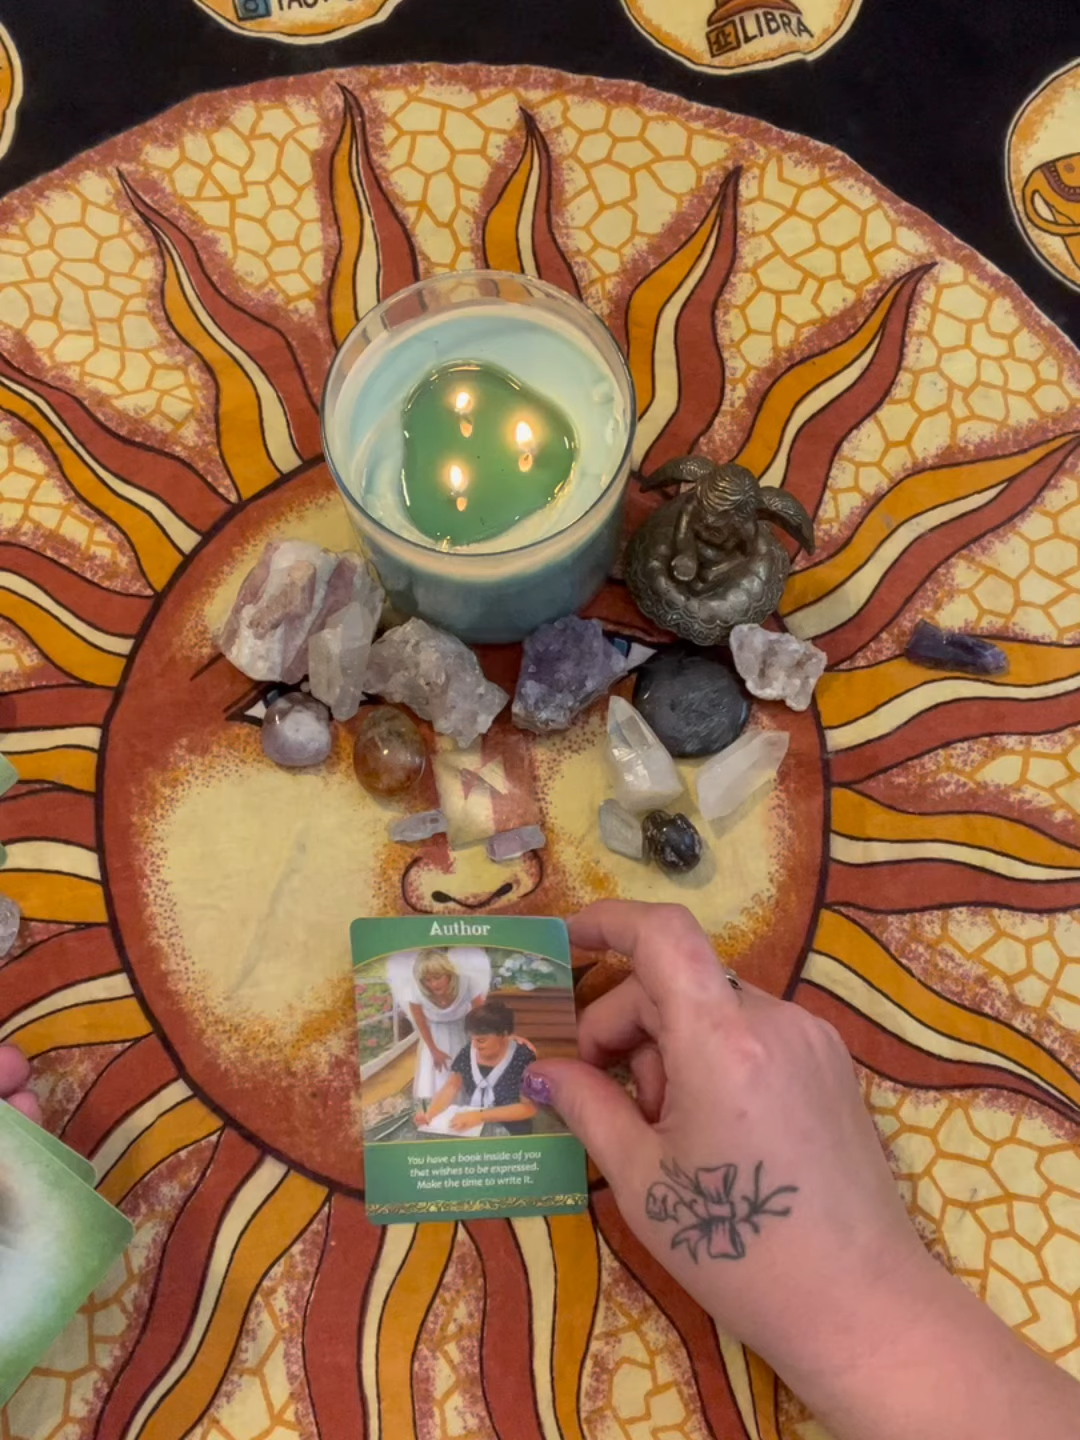 LIBRA
Author
You have a book inside of you
that wishes to be expressed.
Make the time to write it.